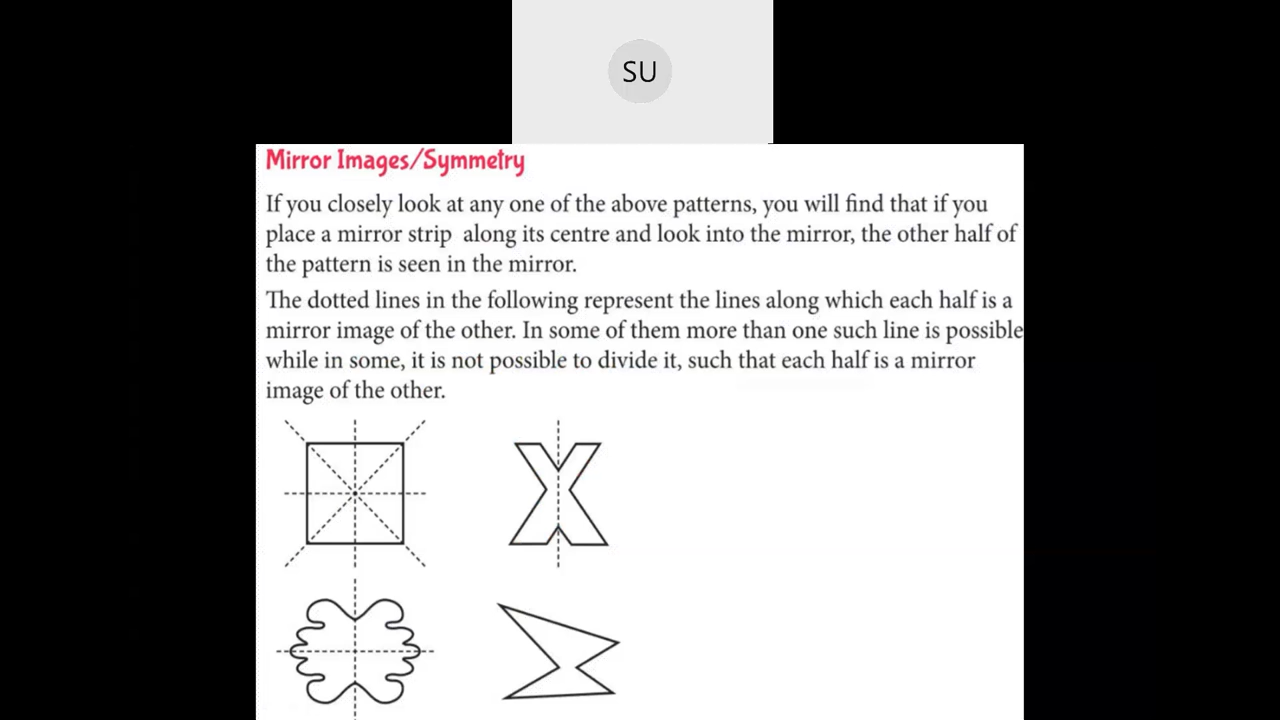 SU
Mirror Images/Symmetry
If you closely look at any one of the above patterns, you will find that if you
place a mirror strip along its centre and look into the mirror, the other half of
the pattern is seen in the mirror.
The dotted lines in the following represent the lines along which each half is a
mirror image of the other. In some of them more than one such line is possible
while in some, it is not possible to divide it, such that each half is a mirror
image of the other.